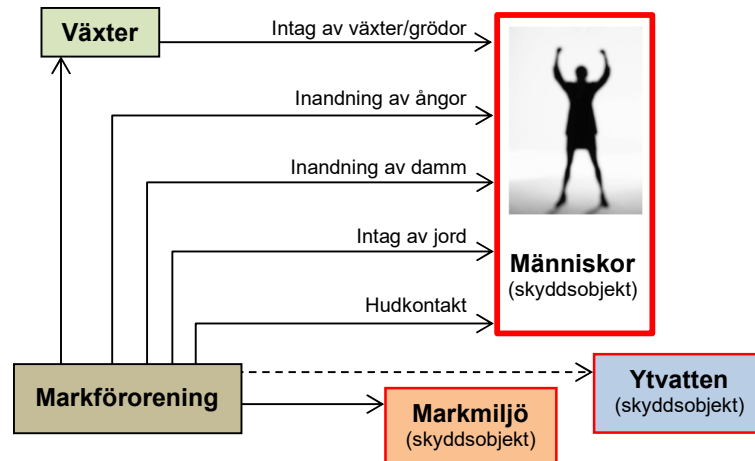 Växter
Intag av växter/grödor
Inandning av ångor
Inandning av damm
Intag av jord
Människor
(skyddsobjekt)
Hudkontakt
Markförorening
Ytvatten
(skyddsobjekt)
Markmiljö
(skyddsobjekt)